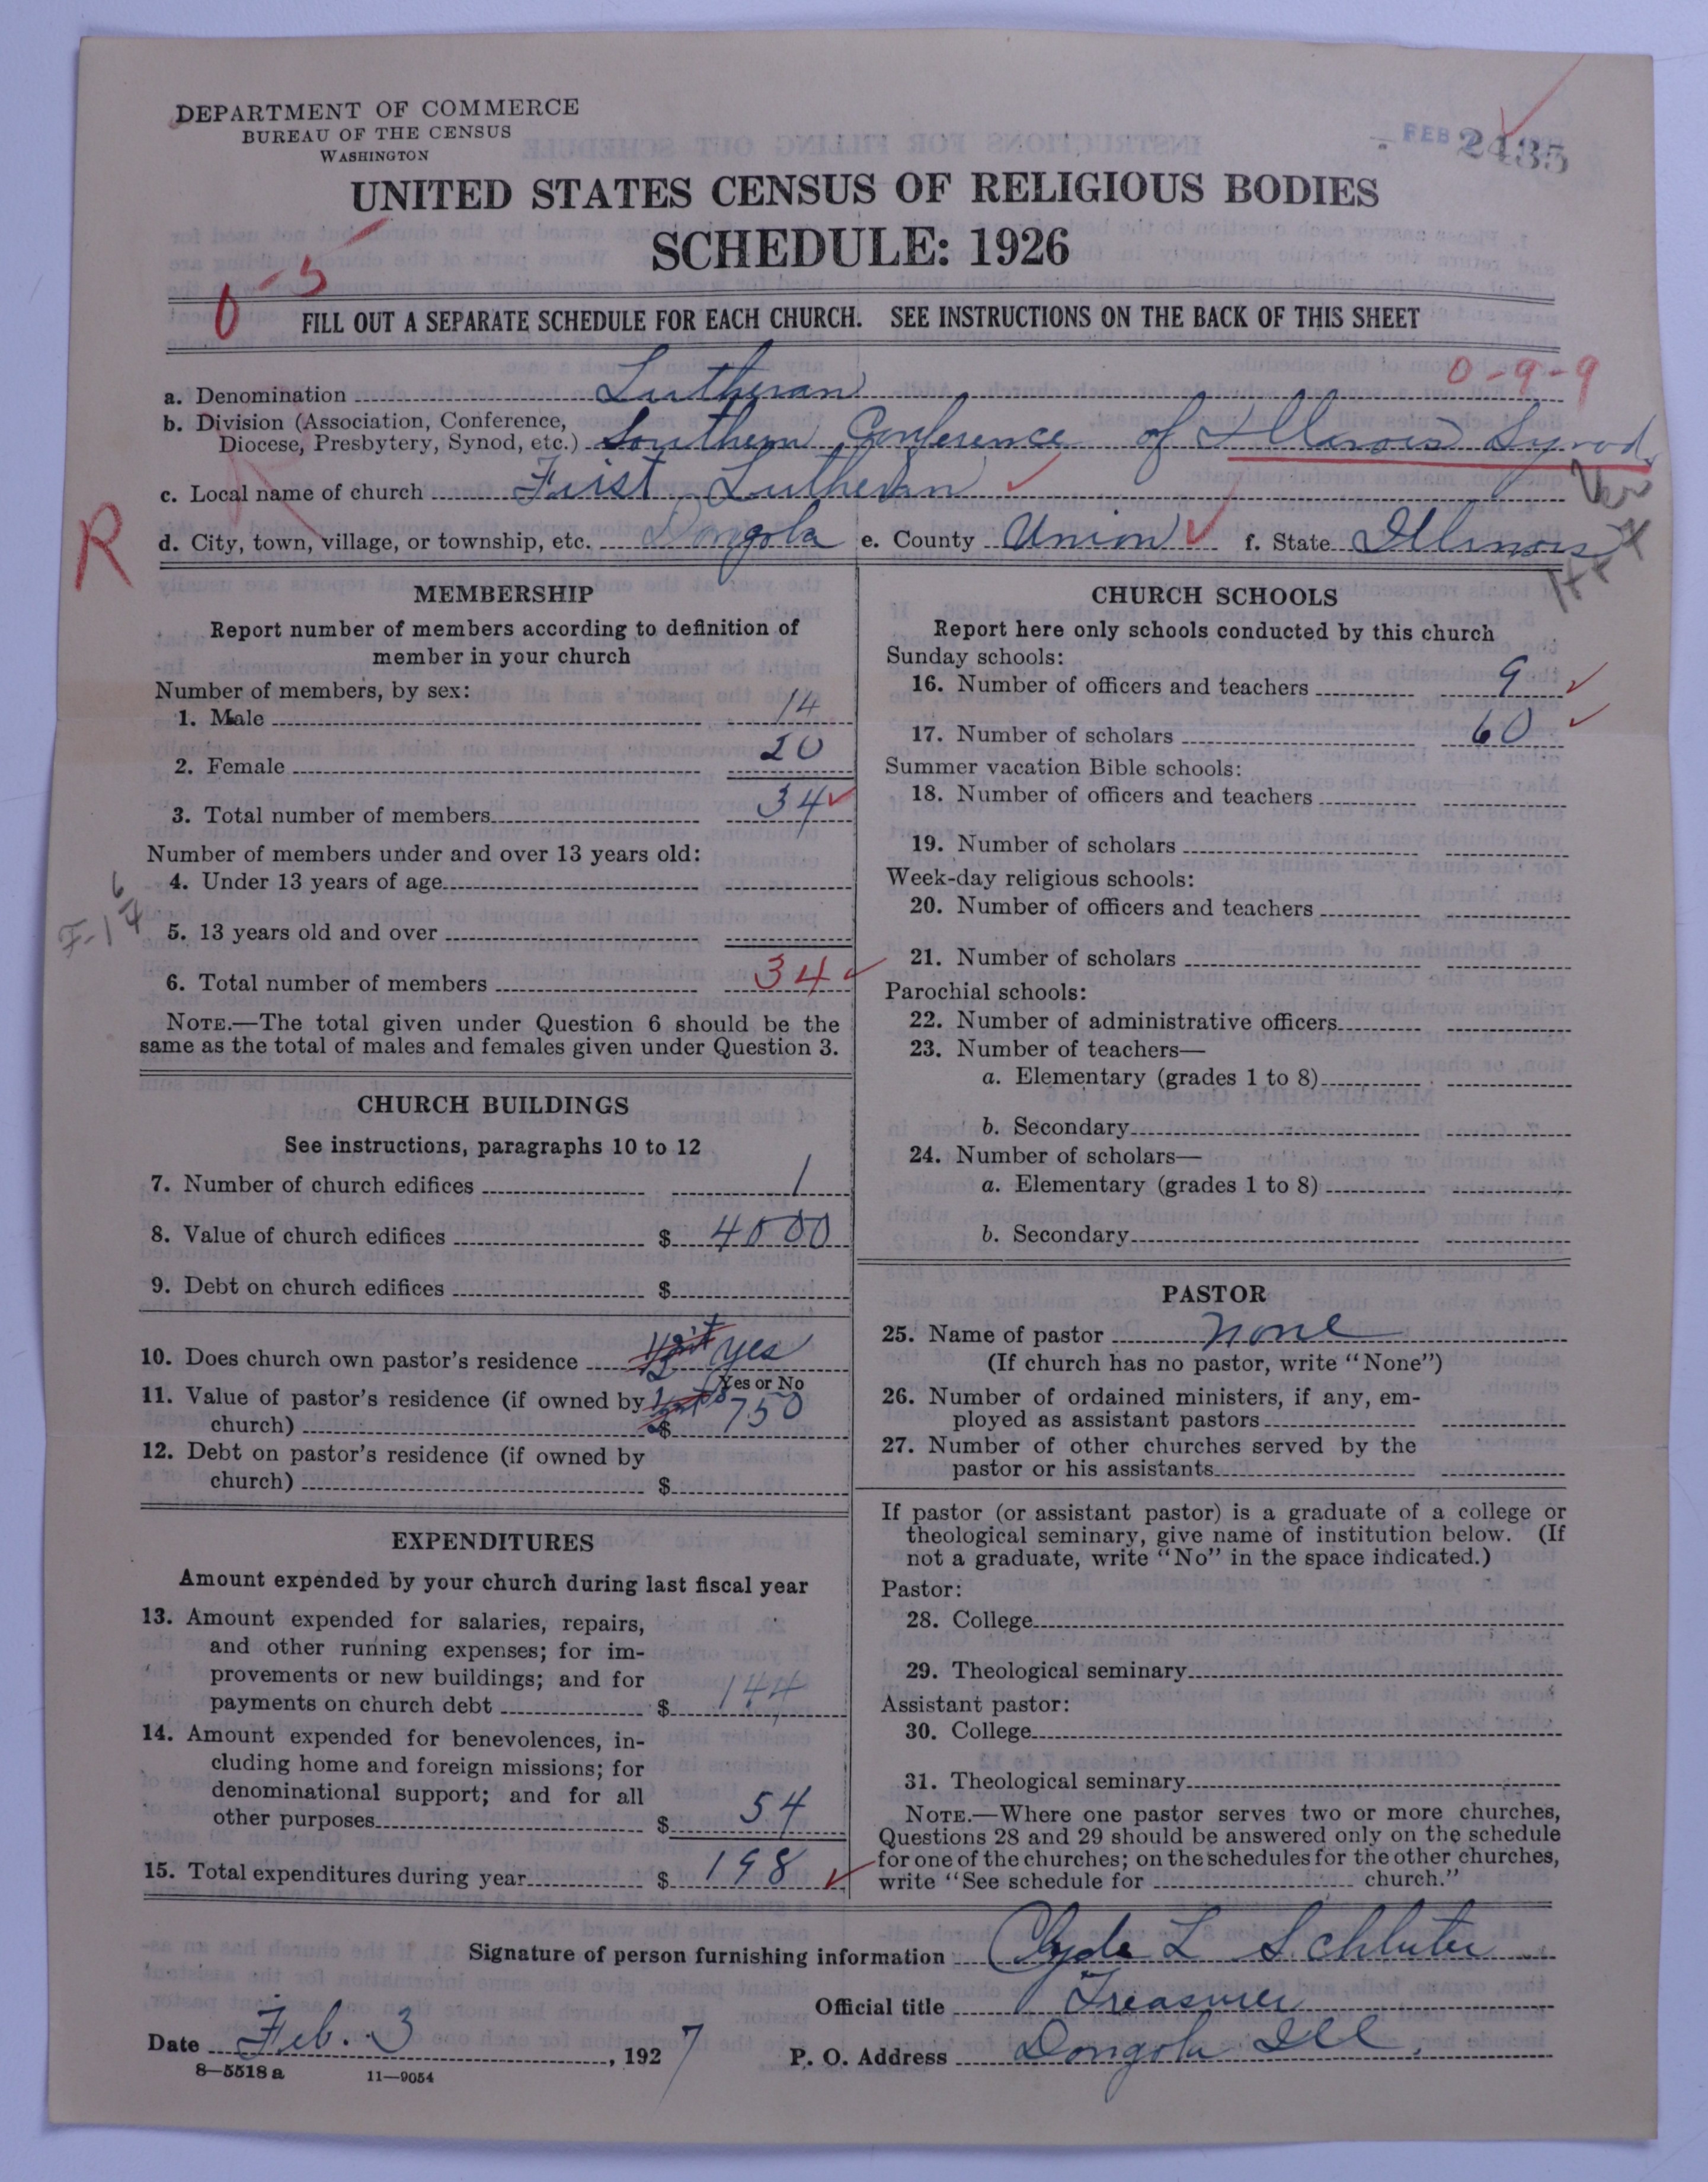 DEPARTMENT OF COMMERCE
BUREAU OF THE CENSUS
WASHINGTON
FEB
2435
UNITED STATES CENSUS OF RELIGIOUS BODIES
SCHEDULE: 1926
0-5
FILL OUT A SEPARATE SCHEDULE FOR EACH CHURCH. SEE INSTRUCTIONS ON THE BACK OF THIS SHEET
0-9-9
a. Denomination Lutheran
b. Division (Association, Conference,
Diocese, Presbytery, Synod, etc.) Southern Conference of Illinois Synod
c. Local name of church First Lutheran
R
d. City, town, village, or township, etc. Dongola e. County Union f. State Illinois
MEMBERSHIP
Report number of members according to definition of
member in your church
Number of members, by sex:
1. Male 14
2. Female 20
3. Total number of members 34
Number of members under and over 13 years old:
4. Under 13 years of age
5. 13 years old and over
6. Total number of members 34
NOTE.—The total given under Question 6 should be the
same as the total of males and females given under Question 3.
CHURCH BUILDINGS
See instructions, paragraphs 10 to 12
7. Number of church edifices 1
8. Value of church edifices $ 4000
9. Debt on church edifices $
10. Does church own pastor's residence yes
Yes or No
11. Value of pastor's residence (if owned by
church) $ 750
12. Debt on pastor's residence (if owned by
church) $
EXPENDITURES
Amount expended by your church during last fiscal year
13. Amount expended for salaries, repairs,
and other running expenses; for im-
provements or new buildings; and for
payments on church debt $ 144
14. Amount expended for benevolences, in-
cluding home and foreign missions; for
denominational support; and for all
other purposes $ 54
15. Total expenditures during year $ 198
CHURCH SCHOOLS
Report here only schools conducted by this church
Sunday schools:
16. Number of officers and teachers 9
17. Number of scholars 60
Summer vacation Bible schools:
18. Number of officers and teachers
19. Number of scholars
Week-day religious schools:
20. Number of officers and teachers
21. Number of scholars
Parochial schools:
22. Number of administrative officers
23. Number of teachers—
a. Elementary (grades 1 to 8)
b. Secondary
24. Number of scholars—
a. Elementary (grades 1 to 8)
b. Secondary
PASTOR
25. Name of pastor none
(If church has no pastor, write "None")
26. Number of ordained ministers, if any, em-
ployed as assistant pastors
27. Number of other churches served by the
pastor or his assistants
If pastor (or assistant pastor) is a graduate of a college or
theological seminary, give name of institution below. (If
not a graduate, write "No" in the space indicated.)
Pastor:
28. College
29. Theological seminary
Assistant pastor:
30. College
31. Theological seminary
NOTE.—Where one pastor serves two or more churches,
Questions 28 and 29 should be answered only on the schedule
for one of the churches; on the schedules for the other churches,
write "See schedule for church."
Signature of person furnishing information Clyde L Schluter
Official title Treasurer
Date Feb. 3, 1927
P. O. Address Dongola Ill.
8—5518 a 11—9054